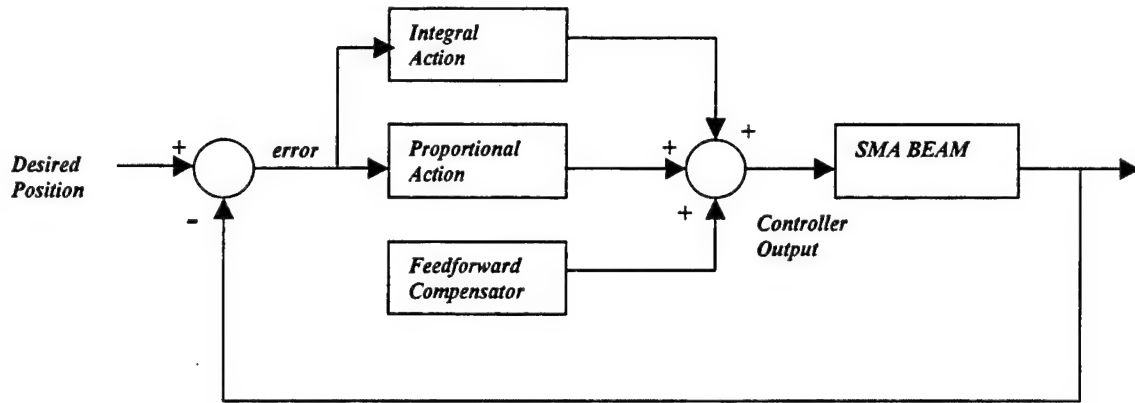 Integral
Action
+
error
Desired
Position
-
Proportional
Action
+
+
+
SMA BEAM
Controller
Output
Feedforward
Compensator